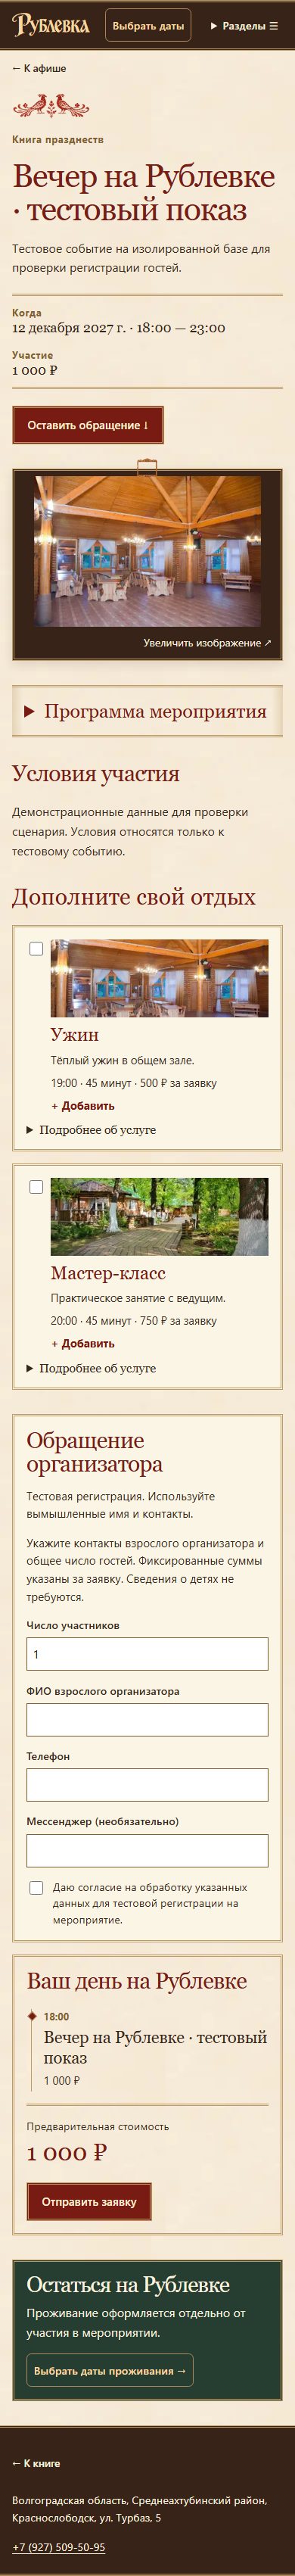 Рублевка
Выбрать даты
▶ Разделы ☰
← К афише
Книга празднеств
Вечер на Рублевке
· тестовый показ
Тестовое событие на изолированной базе для
проверки регистрации гостей.
Когда
12 декабря 2027 г. · 18:00 — 23:00
Участие
1 000 ₽
Оставить обращение ↓
Увеличить изображение ↗
▶ Программа мероприятия
Условия участия
Демонстрационные данные для проверки
сценария. Условия относятся только к
тестовому событию.
Дополните свой отдых
Ужин
Тёплый ужин в общем зале.
19:00 · 45 минут · 500 ₽ за заявку
+ Добавить
▶ Подробнее об услуге
Мастер-класс
Практическое занятие с ведущим.
20:00 · 45 минут · 750 ₽ за заявку
+ Добавить
▶ Подробнее об услуге
Обращение
организатора
Тестовая регистрация. Используйте
вымышленные имя и контакты.
Укажите контакты взрослого организатора и
общее число гостей. Фиксированные суммы
указаны за заявку. Сведения о детях не
требуются.
Число участников
1
ФИО взрослого организатора
Телефон
Мессенджер (необязательно)
Даю согласие на обработку указанных
данных для тестовой регистрации на
мероприятие.
Ваш день на Рублевке
18:00
Вечер на Рублевке · тестовый
показ
1 000 ₽
Предварительная стоимость
1 000 ₽
Отправить заявку
Остаться на Рублевке
Проживание оформляется отдельно от
участия в мероприятии.
Выбрать даты проживания →
← К книге
Волгоградская область, Среднеахтубинский район,
Краснослободск, ул. Турбаз, 5
+7 (927) 509-50-95